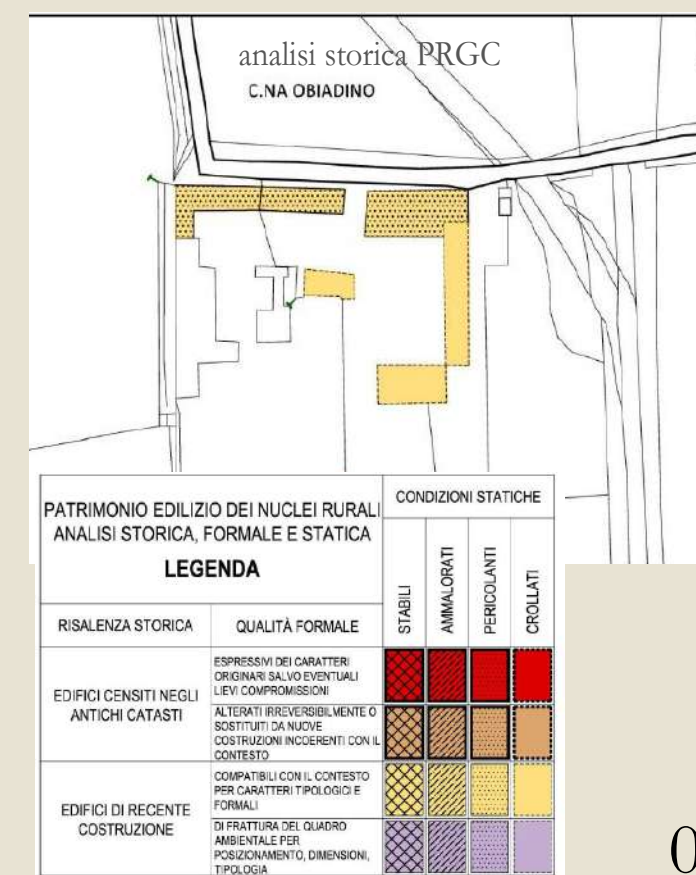 analisi storica PRGC
C.NA OBIADINO
PATRIMONIO EDILIZIO DEI NUCLEI RURALI
ANALISI STORICA, FORMALE E STATICA
LEGENDA
CONDIZIONI STATICHE
RISALENZA STORICA
QUALITÀ FORMALE
STABILI
AMMALORATI
PERICOLANTI
CROLLATI
EDIFICI CENSITI NEGLI
ANTICHI CATASTI
ESPRESSIVI DEI CARATTERI
ORIGINARI SALVO EVENTUALI
LIEVI COMPROMISSIONI
ALTERATI IRREVERSIBILMENTE O
SOSTITUITI DA NUOVE
COSTRUZIONI INCOERENTI CON IL
CONTESTO
EDIFICI DI RECENTE
COSTRUZIONE
COMPATIBILI CON IL CONTESTO
PER CARATTERI TIPOLOGICI E
FORMALI
DI FRATTURA DEL QUADRO
AMBIENTALE PER
POSIZIONAMENTO, DIMENSIONI,
TIPOLOGIA
0